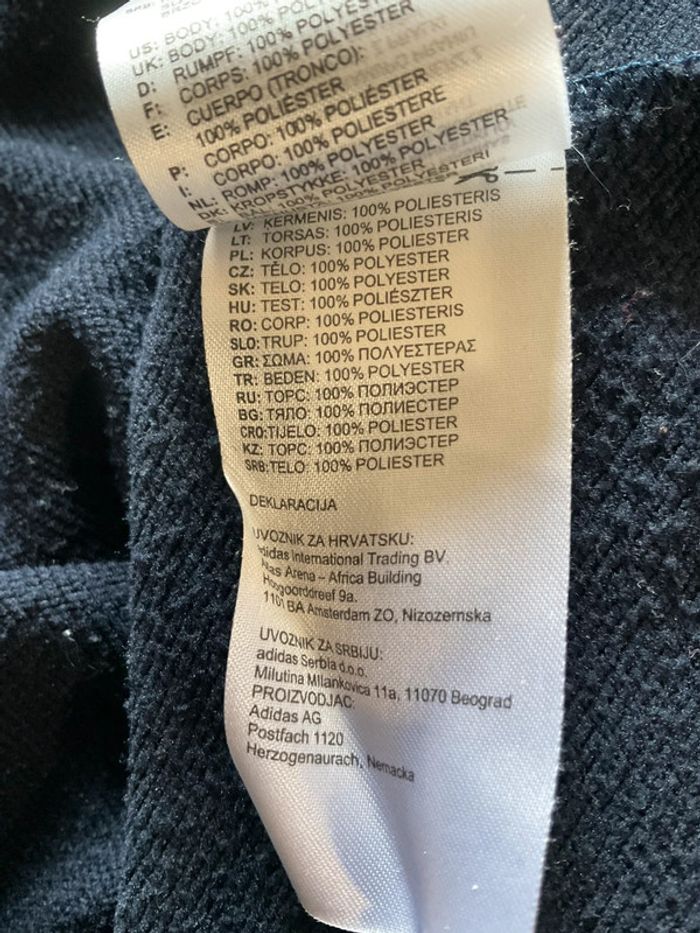 US: BODY: 100% POLYESTER
UK: BODY: 100% POLYESTER
D: RUMPF: 100% POLYESTER
F: CORPS: 100% POLYESTER
E: CUERPO (TRONCO):
100% POLIÉSTER
P: CORPO: 100% POLIÉSTER
I: CORPO: 100% POLIESTERE
NL: ROMP: 100% POLYESTER
DK: KROPSTYKKE: 100% POLYESTER
100% POLYESTER
100% POLYESTERI
LV: KERMENIS: 100% POLIESTERIS
LT: TORSAS: 100% POLIESTERIS
PL: KORPUS: 100% POLIESTER
CZ: TĚLO: 100% POLYESTER
SK: TELO: 100% POLYESTER
HU: TEST: 100% POLIÉSZTER
RO: CORP: 100% POLIESTERIS
SLO: TRUP: 100% POLIESTER
GR: ΣΩΜΑ: 100% ΠΟΛΥΕΣΤΕΡΑΣ
TR: BEDEN: 100% POLYESTER
RU: ТОРС: 100% ПОЛИЭСТЕР
BG: ТЯЛО: 100% ПОЛИЕСТЕР
CRO: TIJELO: 100% POLIESTER
KZ: ТОРС: 100% ПОЛИЭСТЕР
SRB: TELO: 100% POLIESTER
DEKLARACIJA
UVOZNIK ZA HRVATSKU:
adidas International Trading BV.
Atlas Arena – Africa Building
Hoogoorddreef 9a.
1101 BA Amsterdam ZO, Nizozemska
UVOZNIK ZA SRBIJU:
adidas Serbia d.o.o.
Milutina Milankovica 11a, 11070 Beograd
PROIZVODJAC:
Adidas AG
Postfach 1120
Herzogenaurach, Nemacka